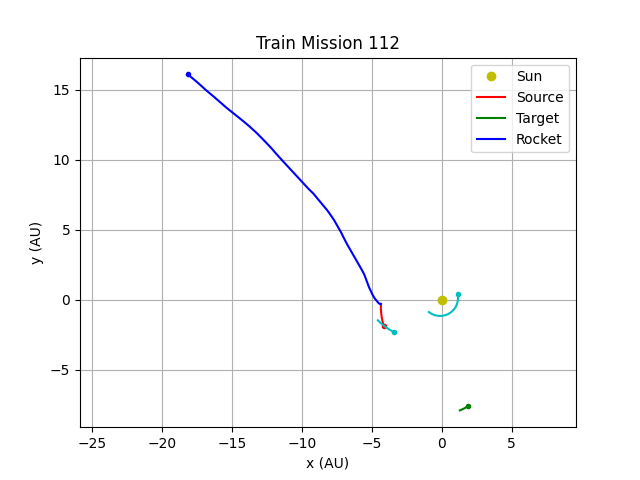 Train Mission 112
Sun
Source
Target
Rocket
15
10
5
0
−5
y (AU)
−25
−20
−15
−10
−5
0
5
x (AU)